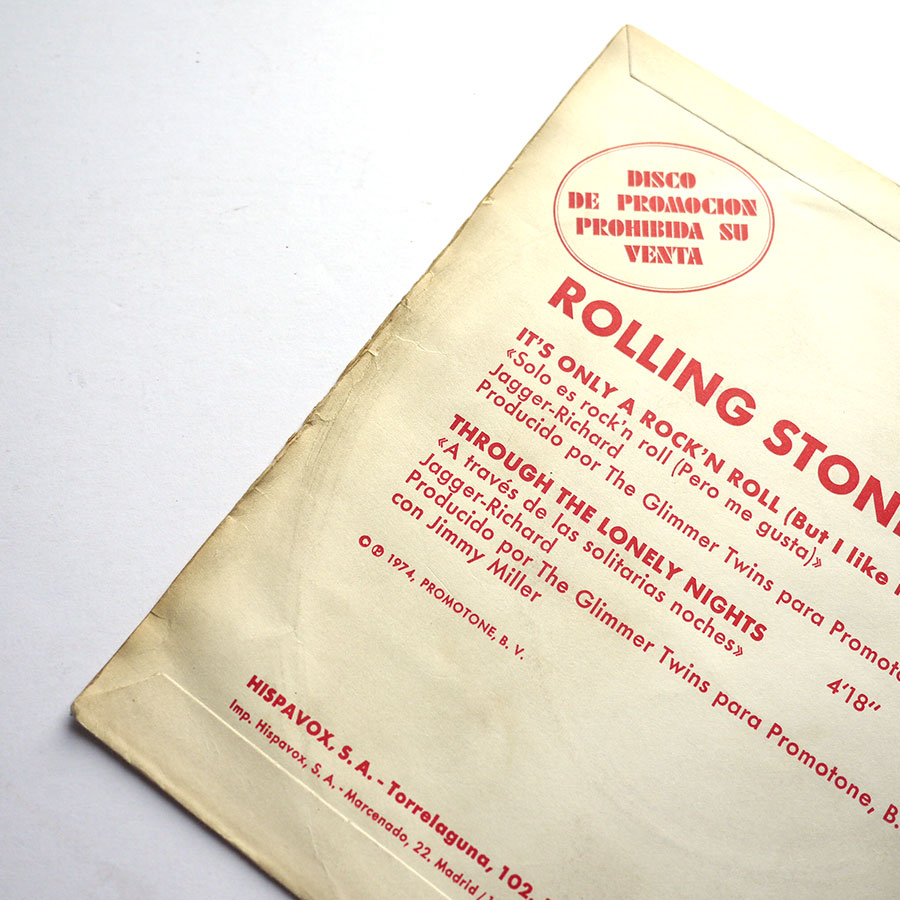 DISCO
DE PROMOCION
PROHIBIDA SU
VENTA
ROLLING STON
IT'S ONLY A ROCK'N ROLL (But I like
«Solo es rock'n roll (Pero me gusta)»
Jagger-Richard
Producido por The Glimmer Twins para Promoto
THROUGH THE LONELY NIGHTS
«A través de las solitarias noches»
4'18"
Jagger-Richard
Producido por The Glimmer Twins para Promotone, B.
con Jimmy Miller
© ℗ 1974, PROMOTONE, B. V.
HISPAVOX, S. A. - Torrelaguna, 102.
Imp. Hispavox, S. A. - Marcenado, 22. Madrid /